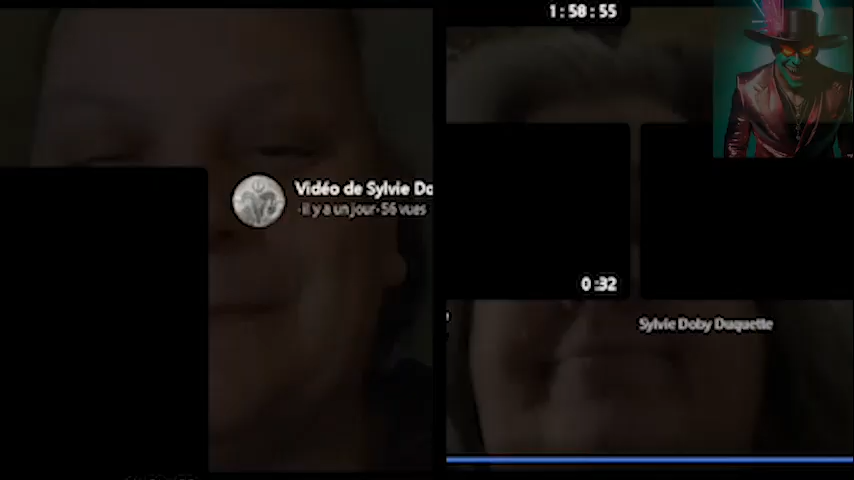 1:58:55
Vidéo de Sylvie Do
il y a un jour · 56 vues
0:32
Sylvie Doby Duquette